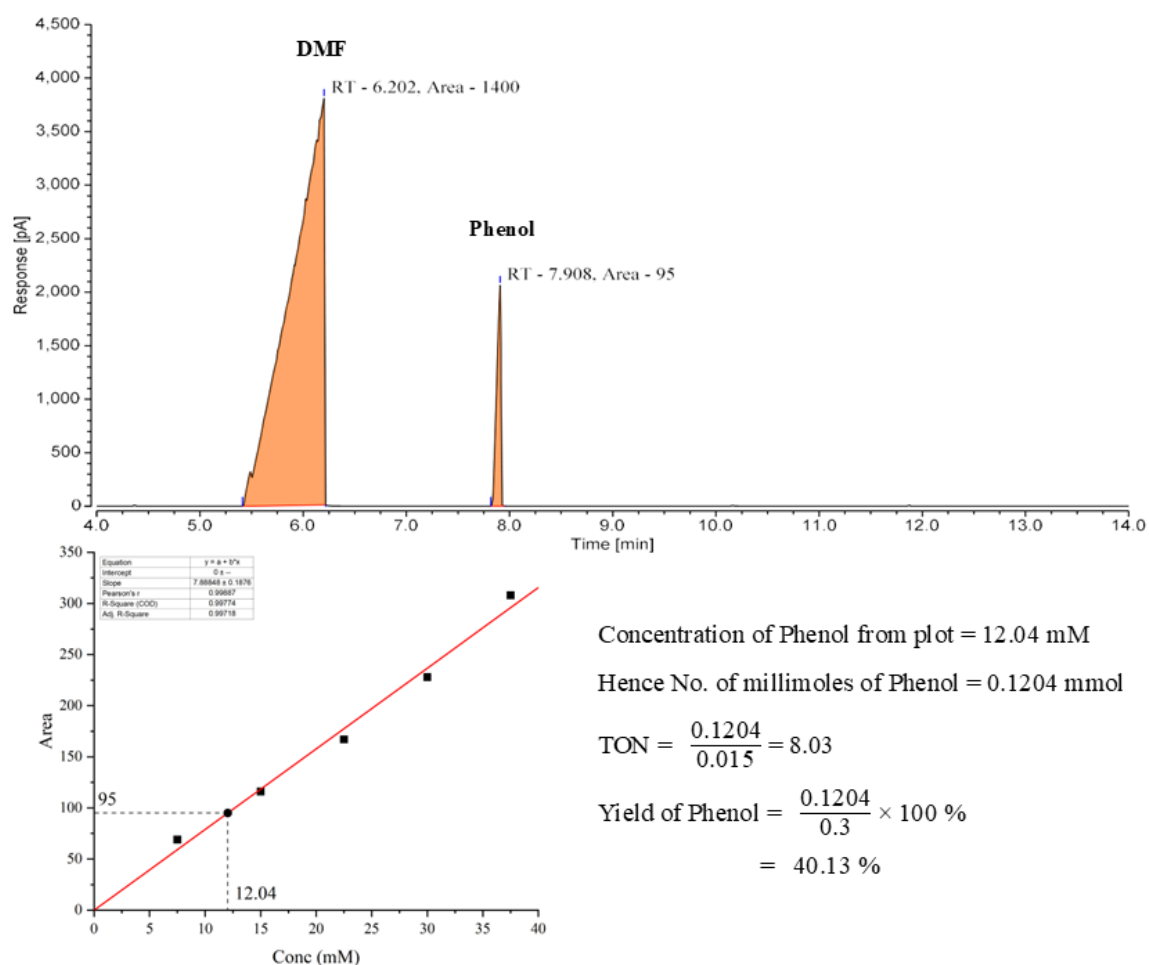 4,500
DMF
4,000
RT - 6.202, Area - 1400
3,500
3,000
2,500
Phenol
RT - 7.908, Area - 95
2,000
1,500
1,000
500
0
Response [pA]
4.0 5.0 6.0 7.0 8.0 9.0 10.0 11.0 12.0 13.0 14.0
Time [min]
350
300
250
200
150
100
50
0
Area
Equation y = a + b*x
Intercept 0 ± --
Slope 7.88848 ± 0.1876
Pearson's r 0.99887
R-Square (COD) 0.99774
Adj. R-Square 0.99718
95
12.04
0 5 10 15 20 25 30 35 40
Conc (mM)
Concentration of Phenol from plot = 12.04 mM
Hence No. of millimoles of Phenol = 0.1204 mmol
TON = 0.1204 / 0.015 = 8.03
Yield of Phenol = 0.1204 / 0.3 × 100 %
= 40.13 %